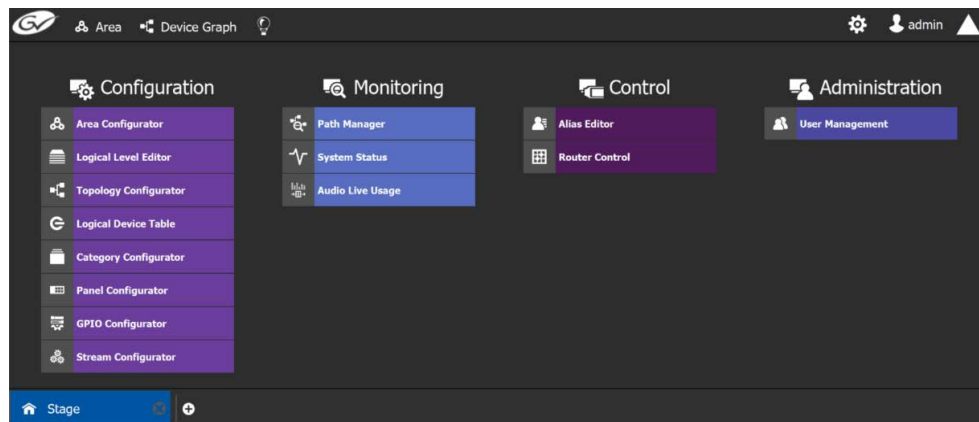 GV Area Device Graph admin
Configuration Monitoring Control Administration
Area Configurator Path Manager Alias Editor User Management
Logical Level Editor System Status Router Control
Topology Configurator Audio Live Usage
Logical Device Table
Category Configurator
Panel Configurator
GPIO Configurator
Stream Configurator
Stage